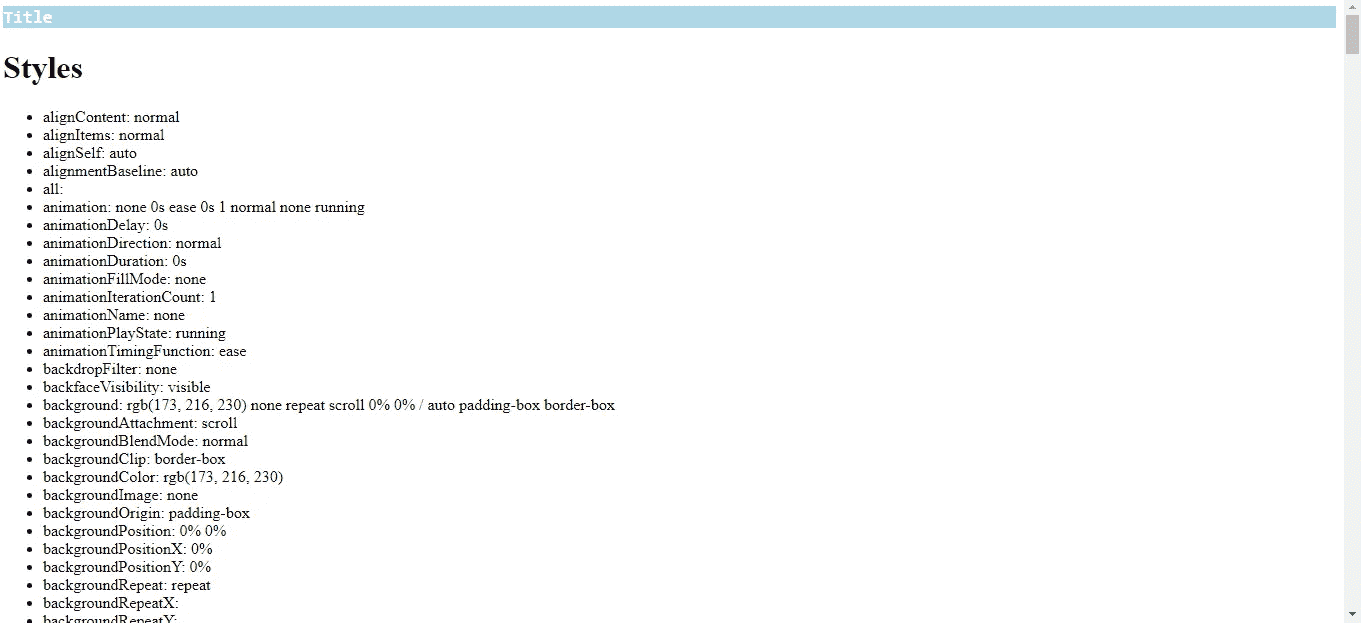 Title
Styles
alignContent: normal
alignItems: normal
alignSelf: auto
alignmentBaseline: auto
all:
animation: none 0s ease 0s 1 normal none running
animationDelay: 0s
animationDirection: normal
animationDuration: 0s
animationFillMode: none
animationIterationCount: 1
animationName: none
animationPlayState: running
animationTimingFunction: ease
backdropFilter: none
backfaceVisibility: visible
background: rgb(173, 216, 230) none repeat scroll 0% 0% / auto padding-box border-box
backgroundAttachment: scroll
backgroundBlendMode: normal
backgroundClip: border-box
backgroundColor: rgb(173, 216, 230)
backgroundImage: none
backgroundOrigin: padding-box
backgroundPosition: 0% 0%
backgroundPositionX: 0%
backgroundPositionY: 0%
backgroundRepeat: repeat
backgroundRepeatX:
backgroundRepeatY: